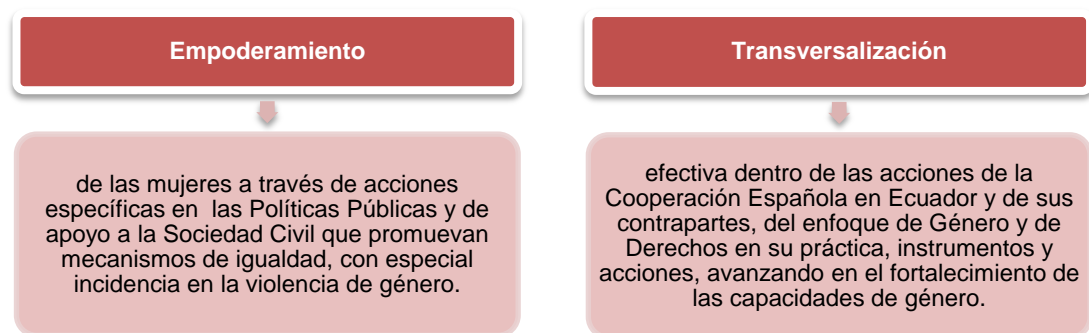 Empoderamiento
de las mujeres a través de acciones
específicas en las Políticas Públicas y de
apoyo a la Sociedad Civil que promuevan
mecanismos de igualdad, con especial
incidencia en la violencia de género.
Transversalización
efectiva dentro de las acciones de la
Cooperación Española en Ecuador y de sus
contrapartes, del enfoque de Género y de
Derechos en su práctica, instrumentos y
acciones, avanzando en el fortalecimiento de
las capacidades de género.